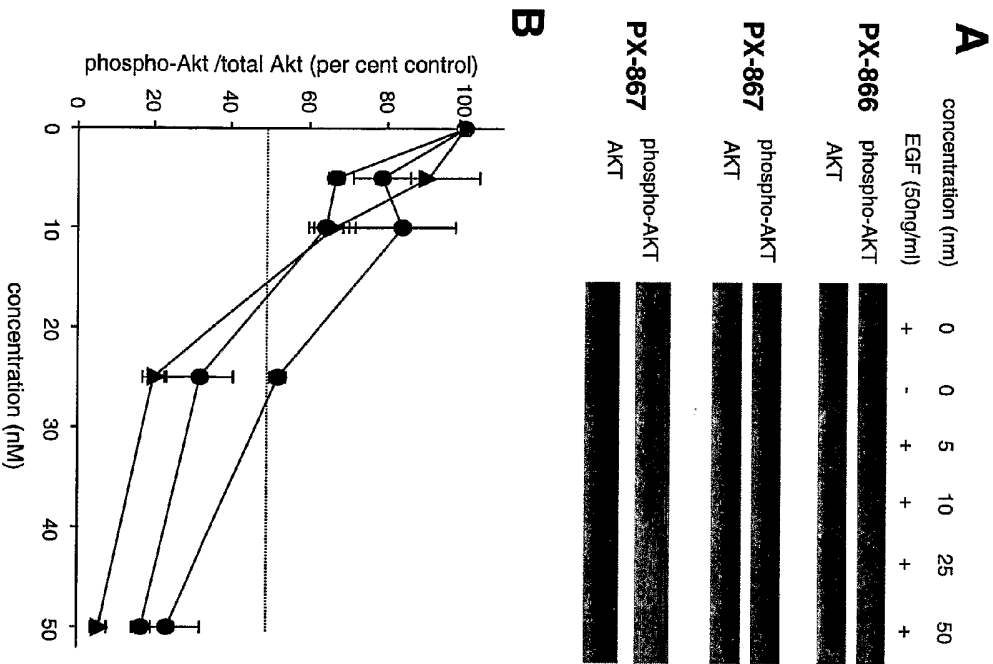 A
concentration (nm) 0 0 5 10 25 50
EGF (50ng/ml) + - + + + +
PX-866 phospho-AKT
AKT
PX-867 phospho-AKT
AKT
PX-867 phospho-AKT
AKT
B
phospho-Akt /total Akt (per cent control)
100
80
60
40
20
0
0 10 20 30 40 50
concentration (nM)